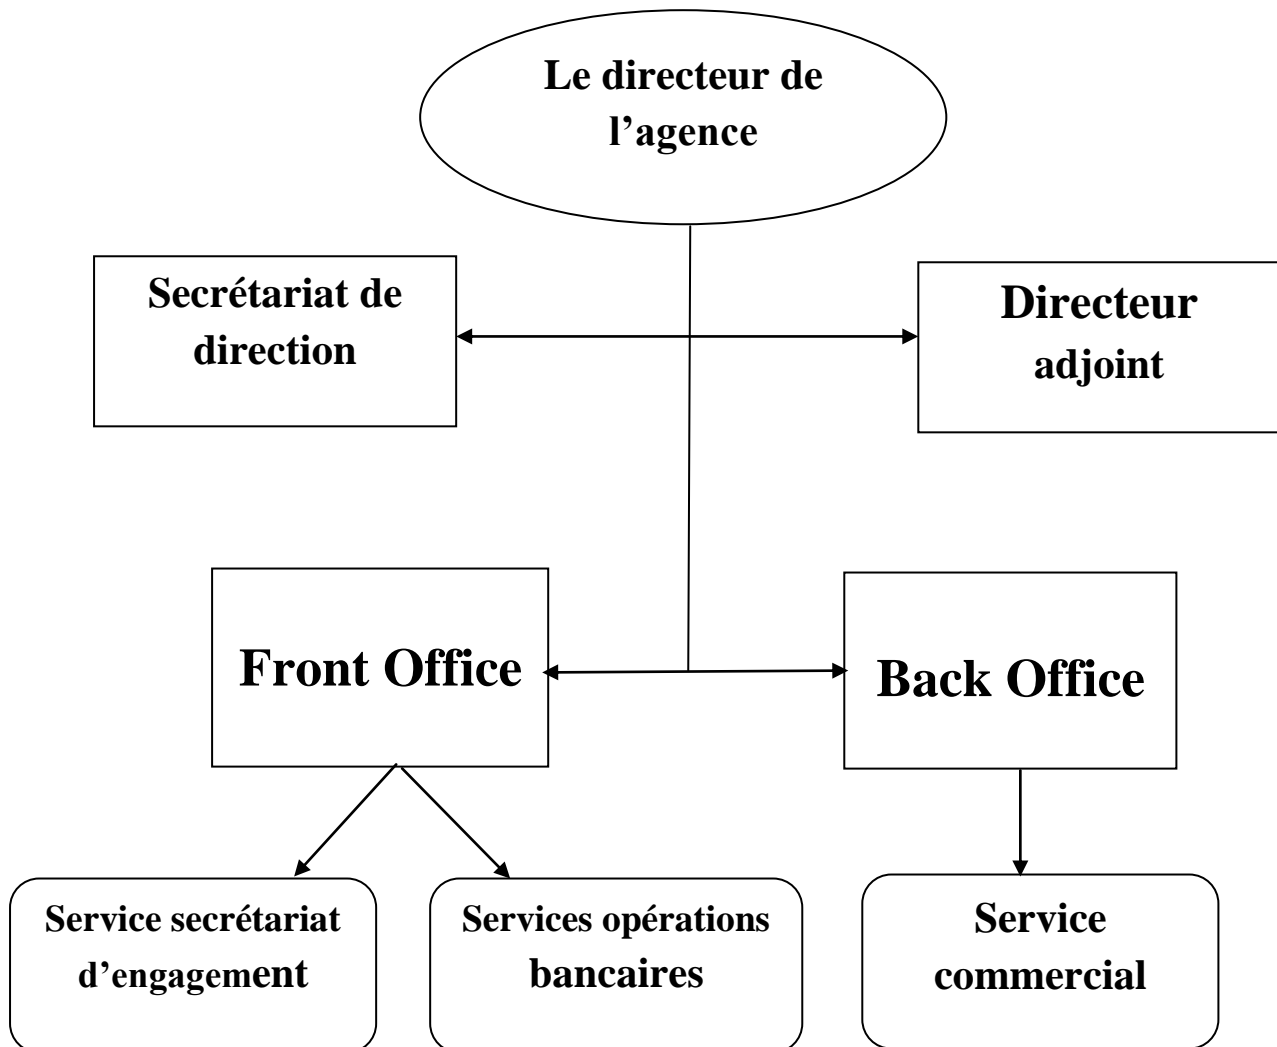 Le directeur de
l’agence
Secrétariat de
direction
Directeur
adjoint
Front Office
Back Office
Service secrétariat
d’engagement
Services opérations
bancaires
Service
commercial